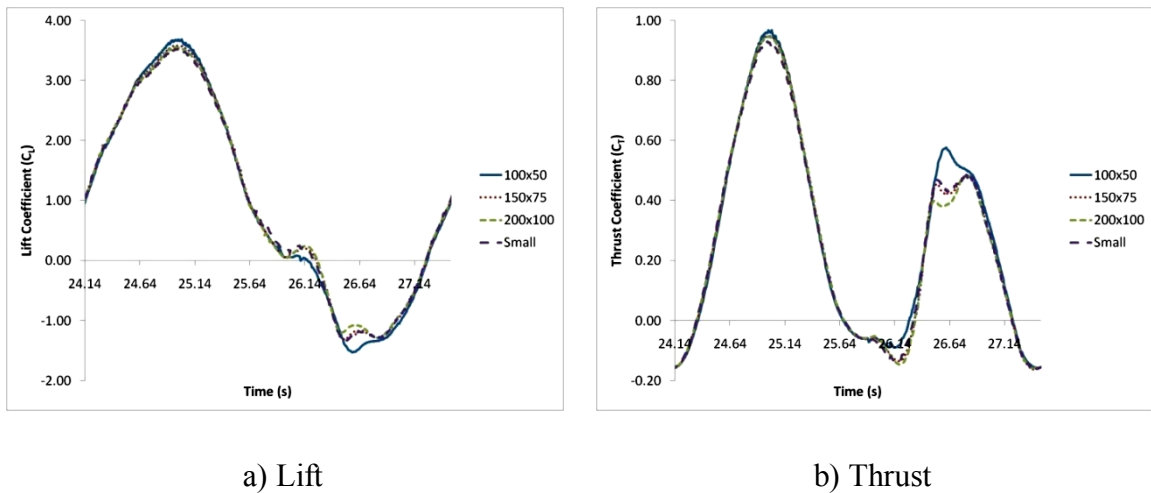 4.00
3.00
2.00
1.00
0.00
-1.00
-2.00
Lift Coefficient (CL)
24.14 24.64 25.14 25.64 26.14 26.64 27.14
Time (s)
100x50
150x75
200x100
Small
1.00
0.80
0.60
0.40
0.20
0.00
-0.20
Thrust Coefficient (CT)
24.14 24.64 25.14 25.64 26.14 26.64 27.14
Time (s)
100x50
150x75
200x100
Small
a) Lift
b) Thrust